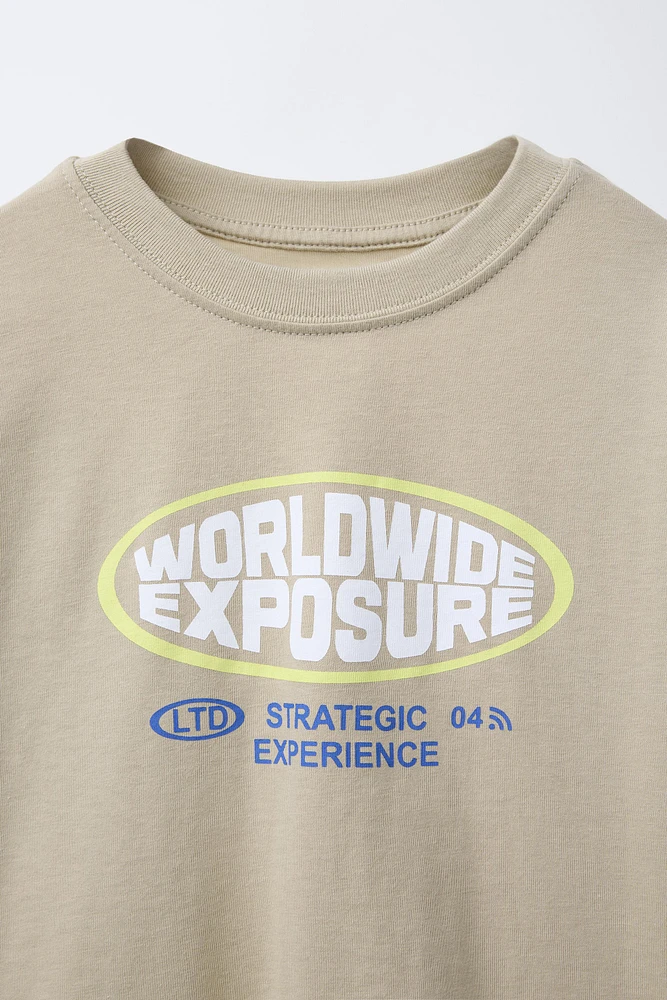 WORLDWIDE
EXPOSURE
LTD STRATEGIC 04
EXPERIENCE